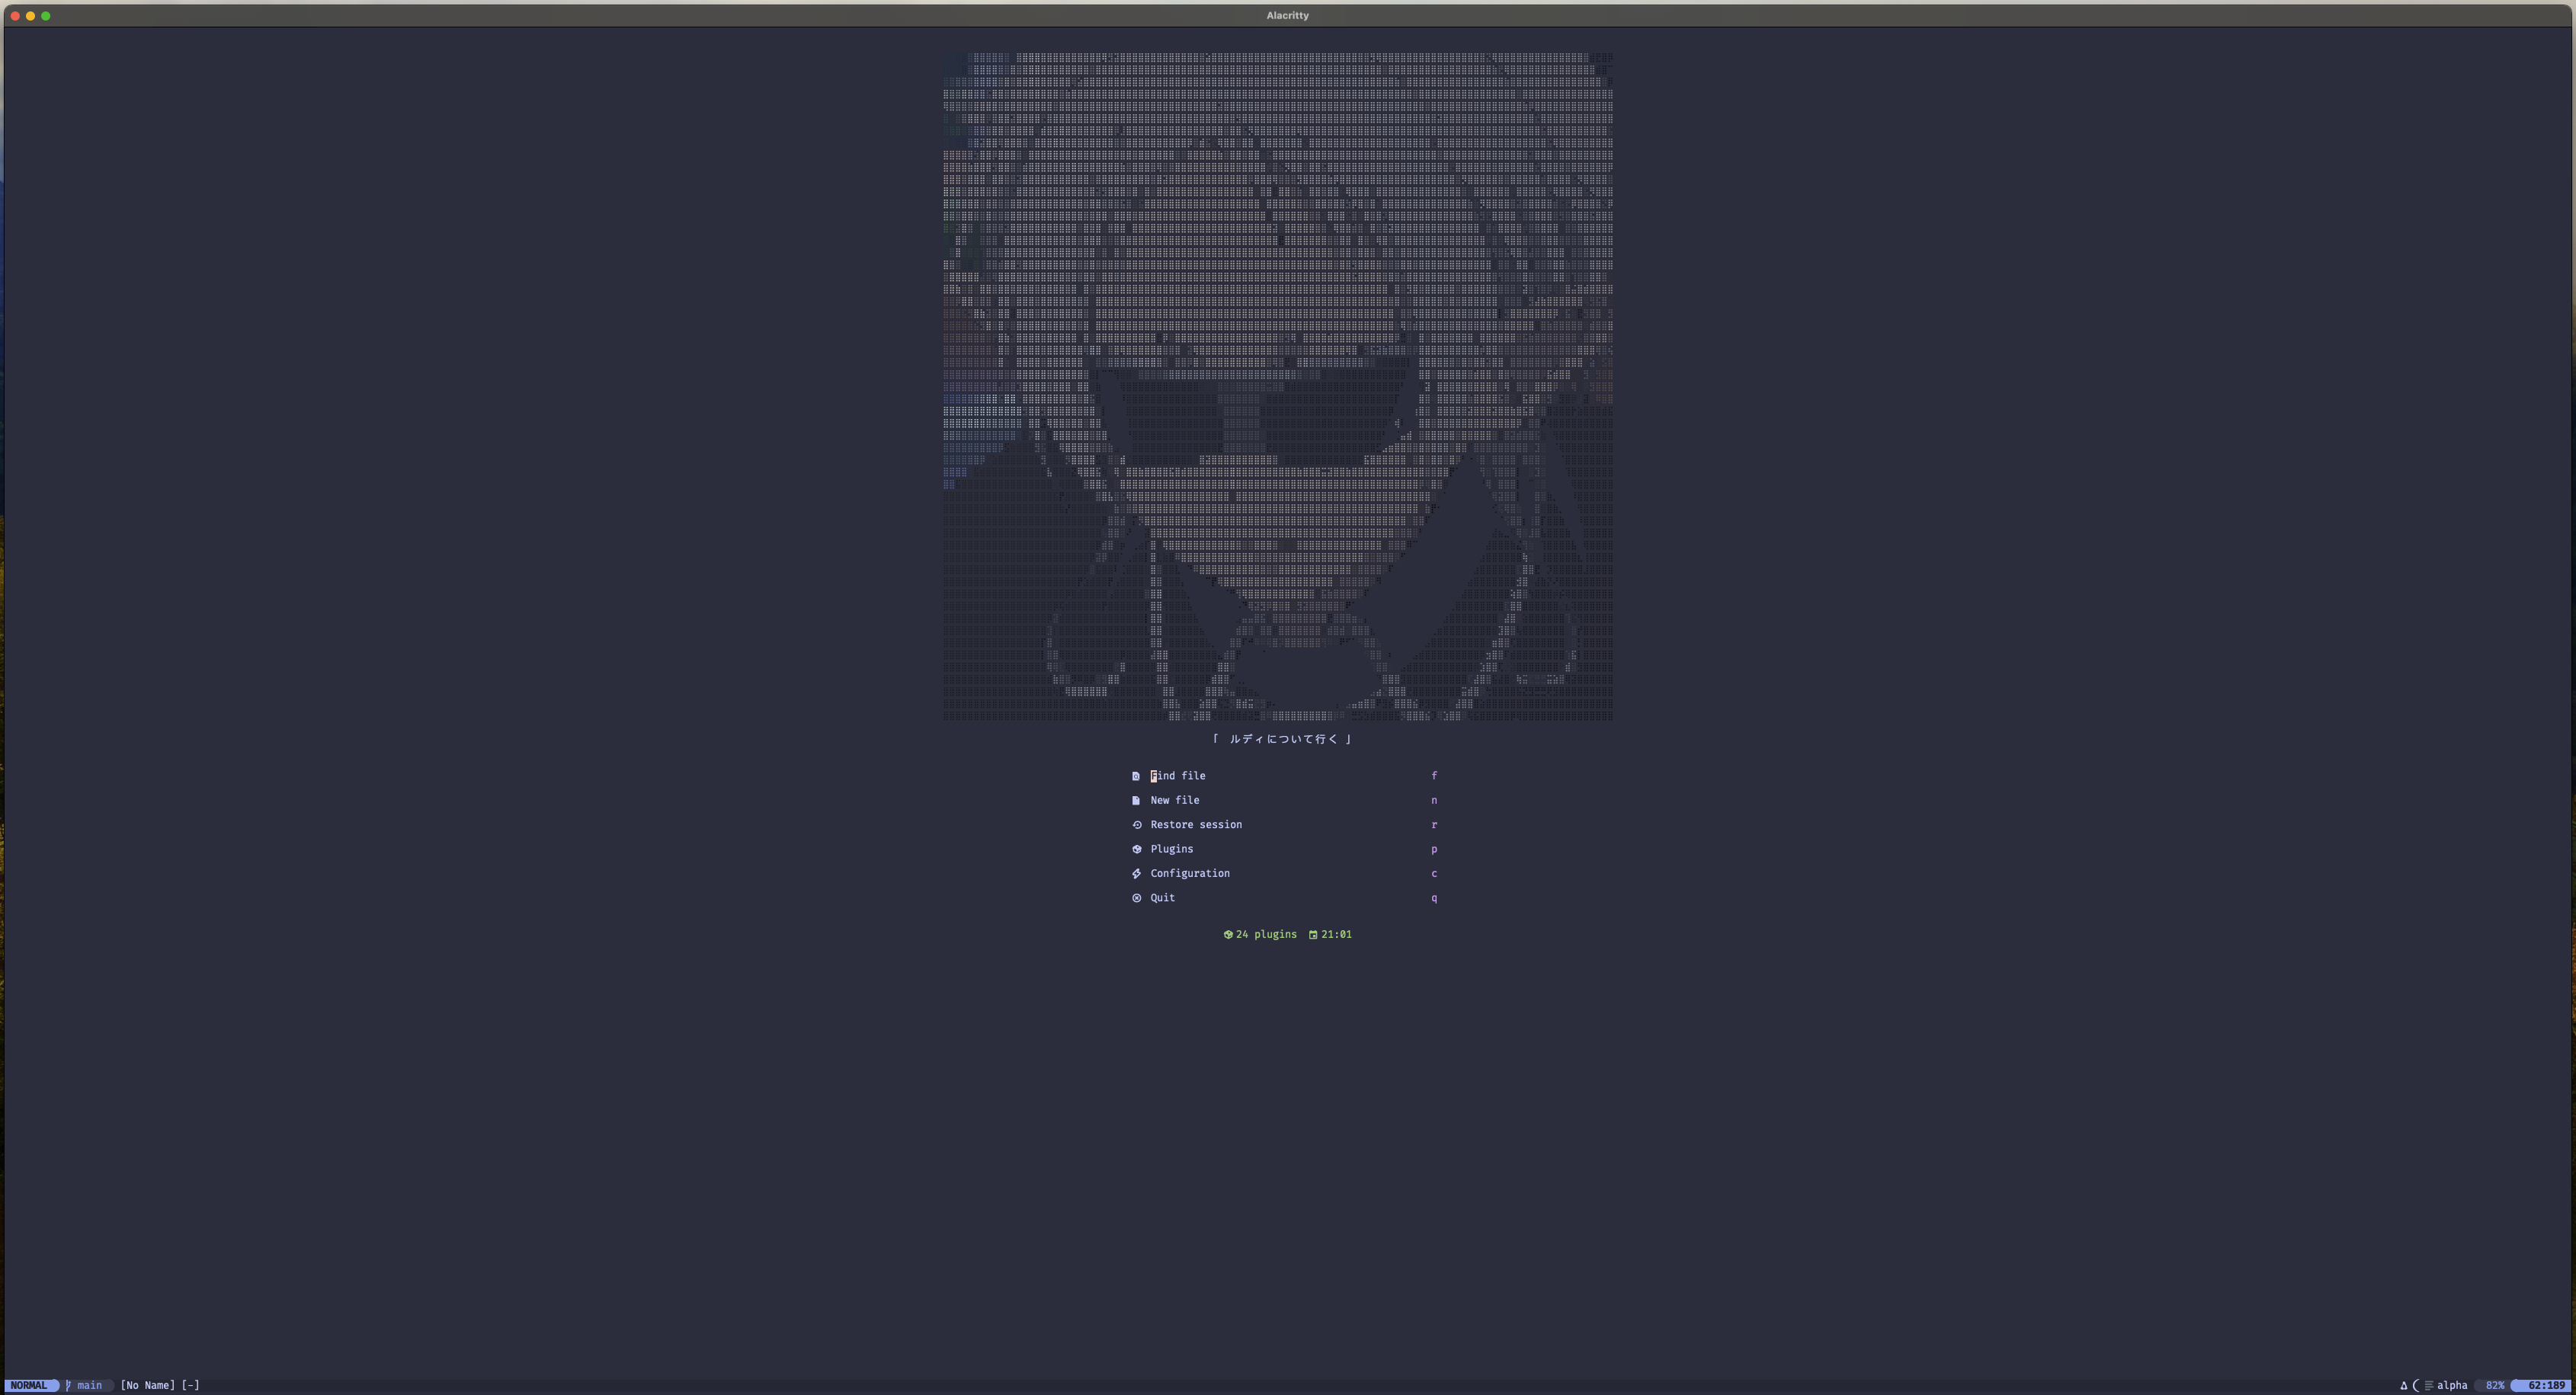 Alacritty
「 ルディについて行く 」
Find file f
New file n
Restore session r
Plugins p
Configuration c
Quit q
24 plugins 21:01
NORMAL main [No Name] [-] alpha 82% 62:189